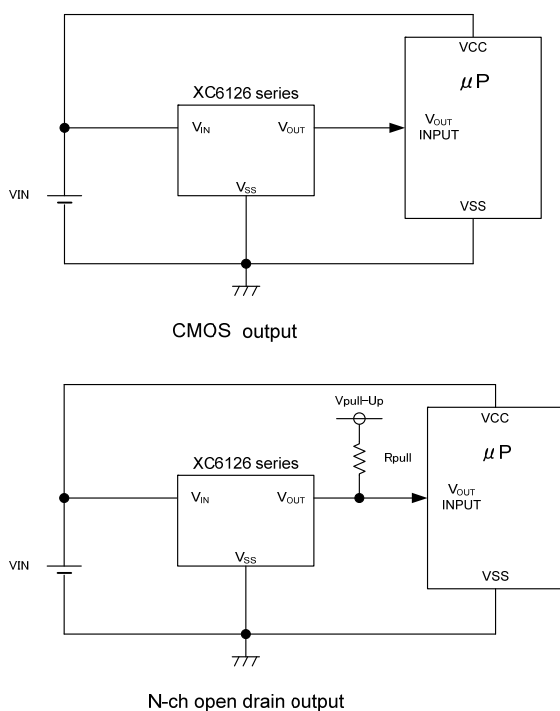 VCC
μP
XC6126 series
VIN VOUT
VOUT
INPUT
VSS
VIN
VSS
CMOS output
Vpull-Up
Rpull
VCC
μP
XC6126 series
VIN VOUT
VOUT
INPUT
VSS
VIN
VSS
N-ch open drain output